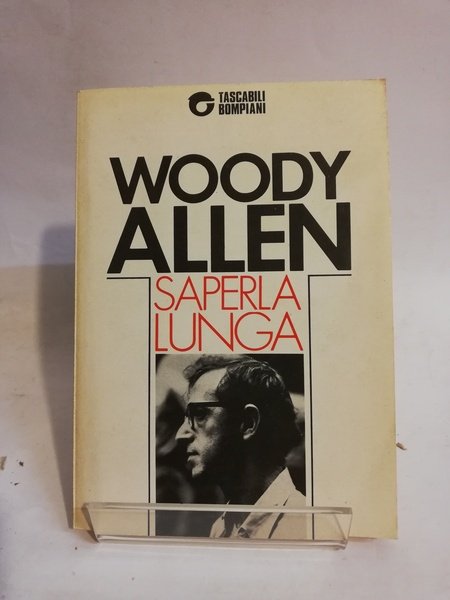 TASCABILI
BOMPIANI
WOODY
ALLEN
SAPERLA
LUNGA